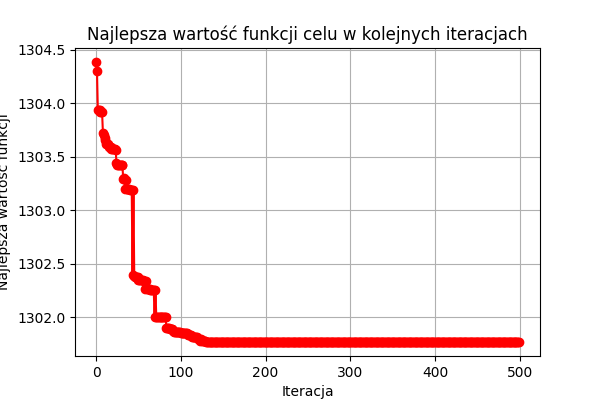 Najlepsza wartość funkcji celu w kolejnych iteracjach
Najlepsza wartość funkcji
1304.5
1304.0
1303.5
1303.0
1302.5
1302.0
0 100 200 300 400 500
Iteracja